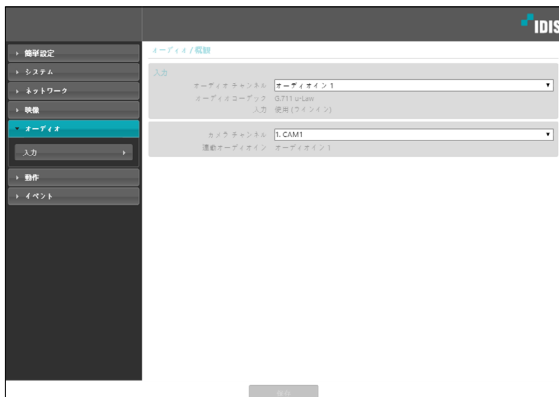 IDIS
簡単設定
システム
ネットワーク
映像
オーディオ
入力
動作
イベント
オーディオ / 概観
入力
オーディオ チャンネル オーディオイン 1
オーディオコーデック G.711 u-Law
入力 使用 (ラインイン)
カメラ チャンネル 1. CAM1
連動オーディオイン オーディオイン 1